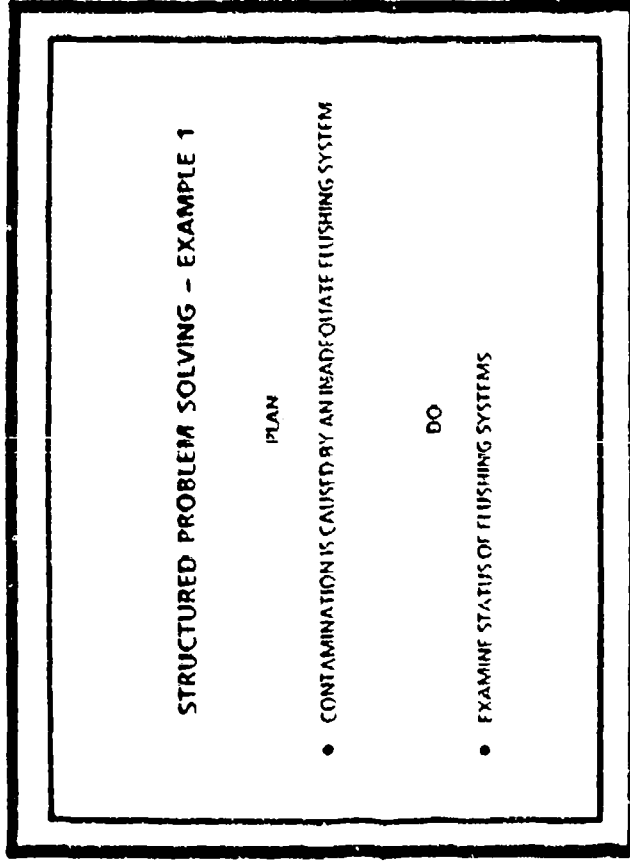 STRUCTURED PROBLEM SOLVING – EXAMPLE 1
PLAN
● CONTAMINATION IS CAUSED BY AN INADEQUATE FLUSHING SYSTEM
DO
● EXAMINE STATUS OF FLUSHING SYSTEMS